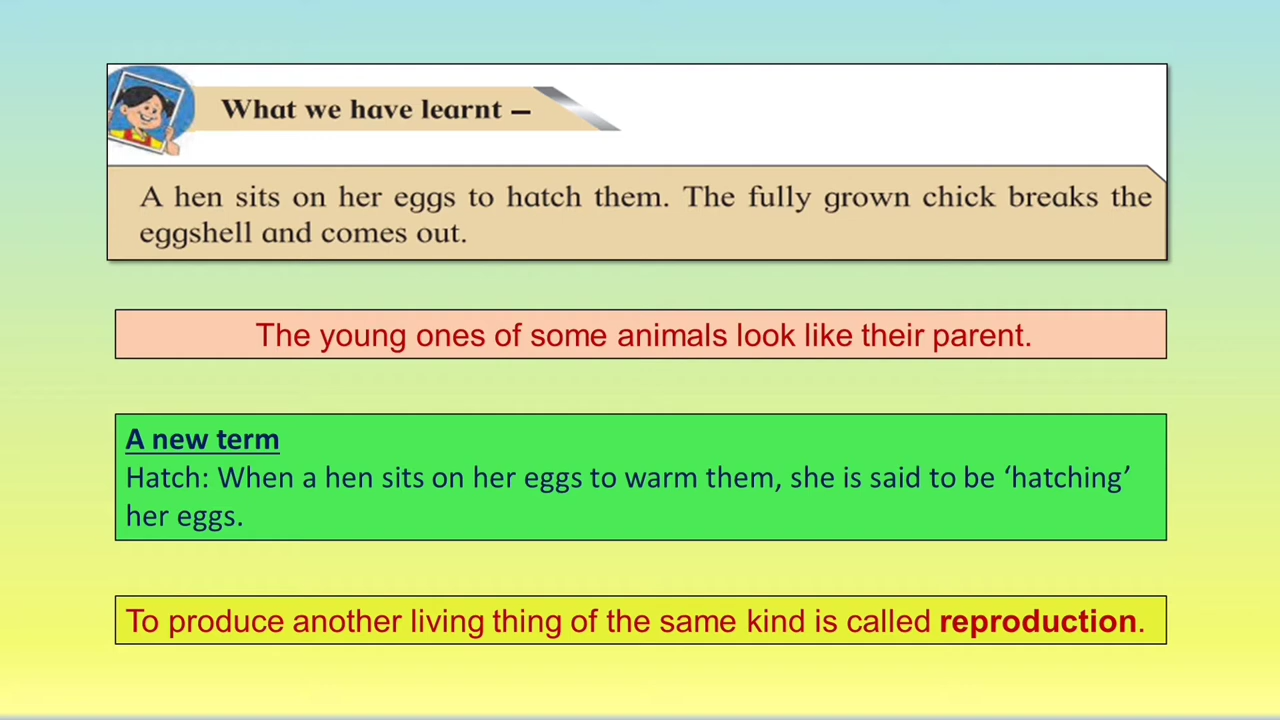 What we have learnt –
A hen sits on her eggs to hatch them. The fully grown chick breaks the
eggshell and comes out.
The young ones of some animals look like their parent.
A new term
Hatch: When a hen sits on her eggs to warm them, she is said to be ‘hatching’
her eggs.
To produce another living thing of the same kind is called reproduction.